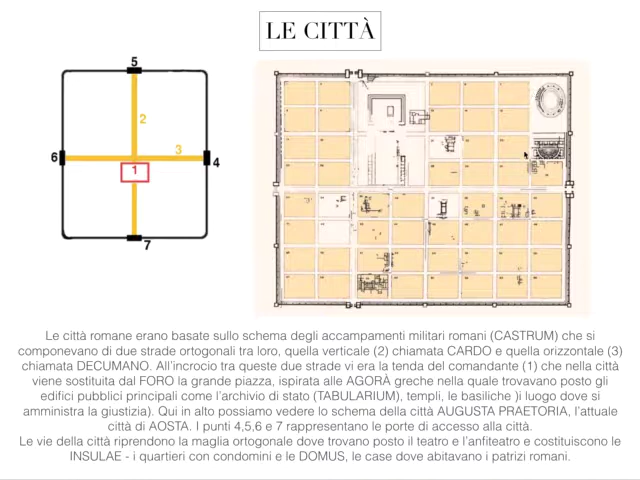 LE CITTÀ
5
2
3
6
4
1
7
Le città romane erano basate sullo schema degli accampamenti militari romani (CASTRUM) che si
componevano di due strade ortogonali tra loro, quella verticale (2) chiamata CARDO e quella orizzontale (3)
chiamata DECUMANO. All'incrocio tra queste due strade vi era la tenda del comandante (1) che nella città
viene sostituita dal FORO la grande piazza, ispirata alle AGORÀ greche nella quale trovavano posto gli
edifici pubblici principali come l'archivio di stato (TABULARIUM), templi, le basiliche )i luogo dove si
amministra la giustizia). Qui in alto possiamo vedere lo schema della città AUGUSTA PRAETORIA, l'attuale
città di AOSTA. I punti 4,5,6 e 7 rappresentano le porte di accesso alla città.
Le vie della città riprendono la maglia ortogonale dove trovano posto il teatro e l'anfiteatro e costituiscono le
INSULAE - i quartieri con condomini e le DOMUS, le case dove abitavano i patrizi romani.